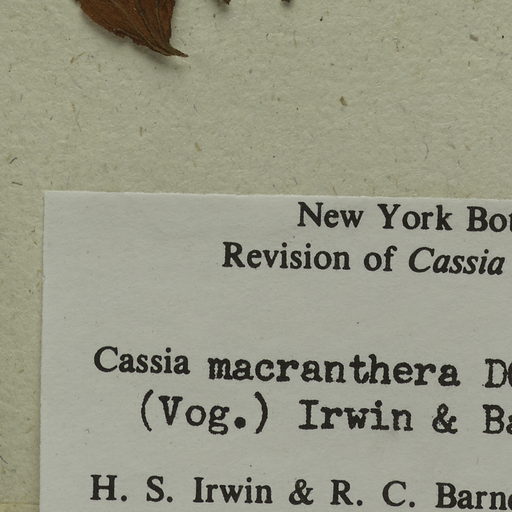 New York Bot
Revision of Cassia
Cassia macranthera D
(Vog.) Irwin & Ba
H. S. Irwin & R. C. Barne